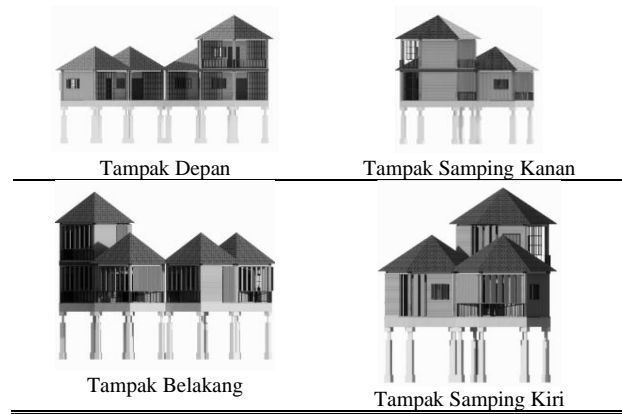 Tampak Depan
Tampak Samping Kanan
Tampak Belakang
Tampak Samping Kiri